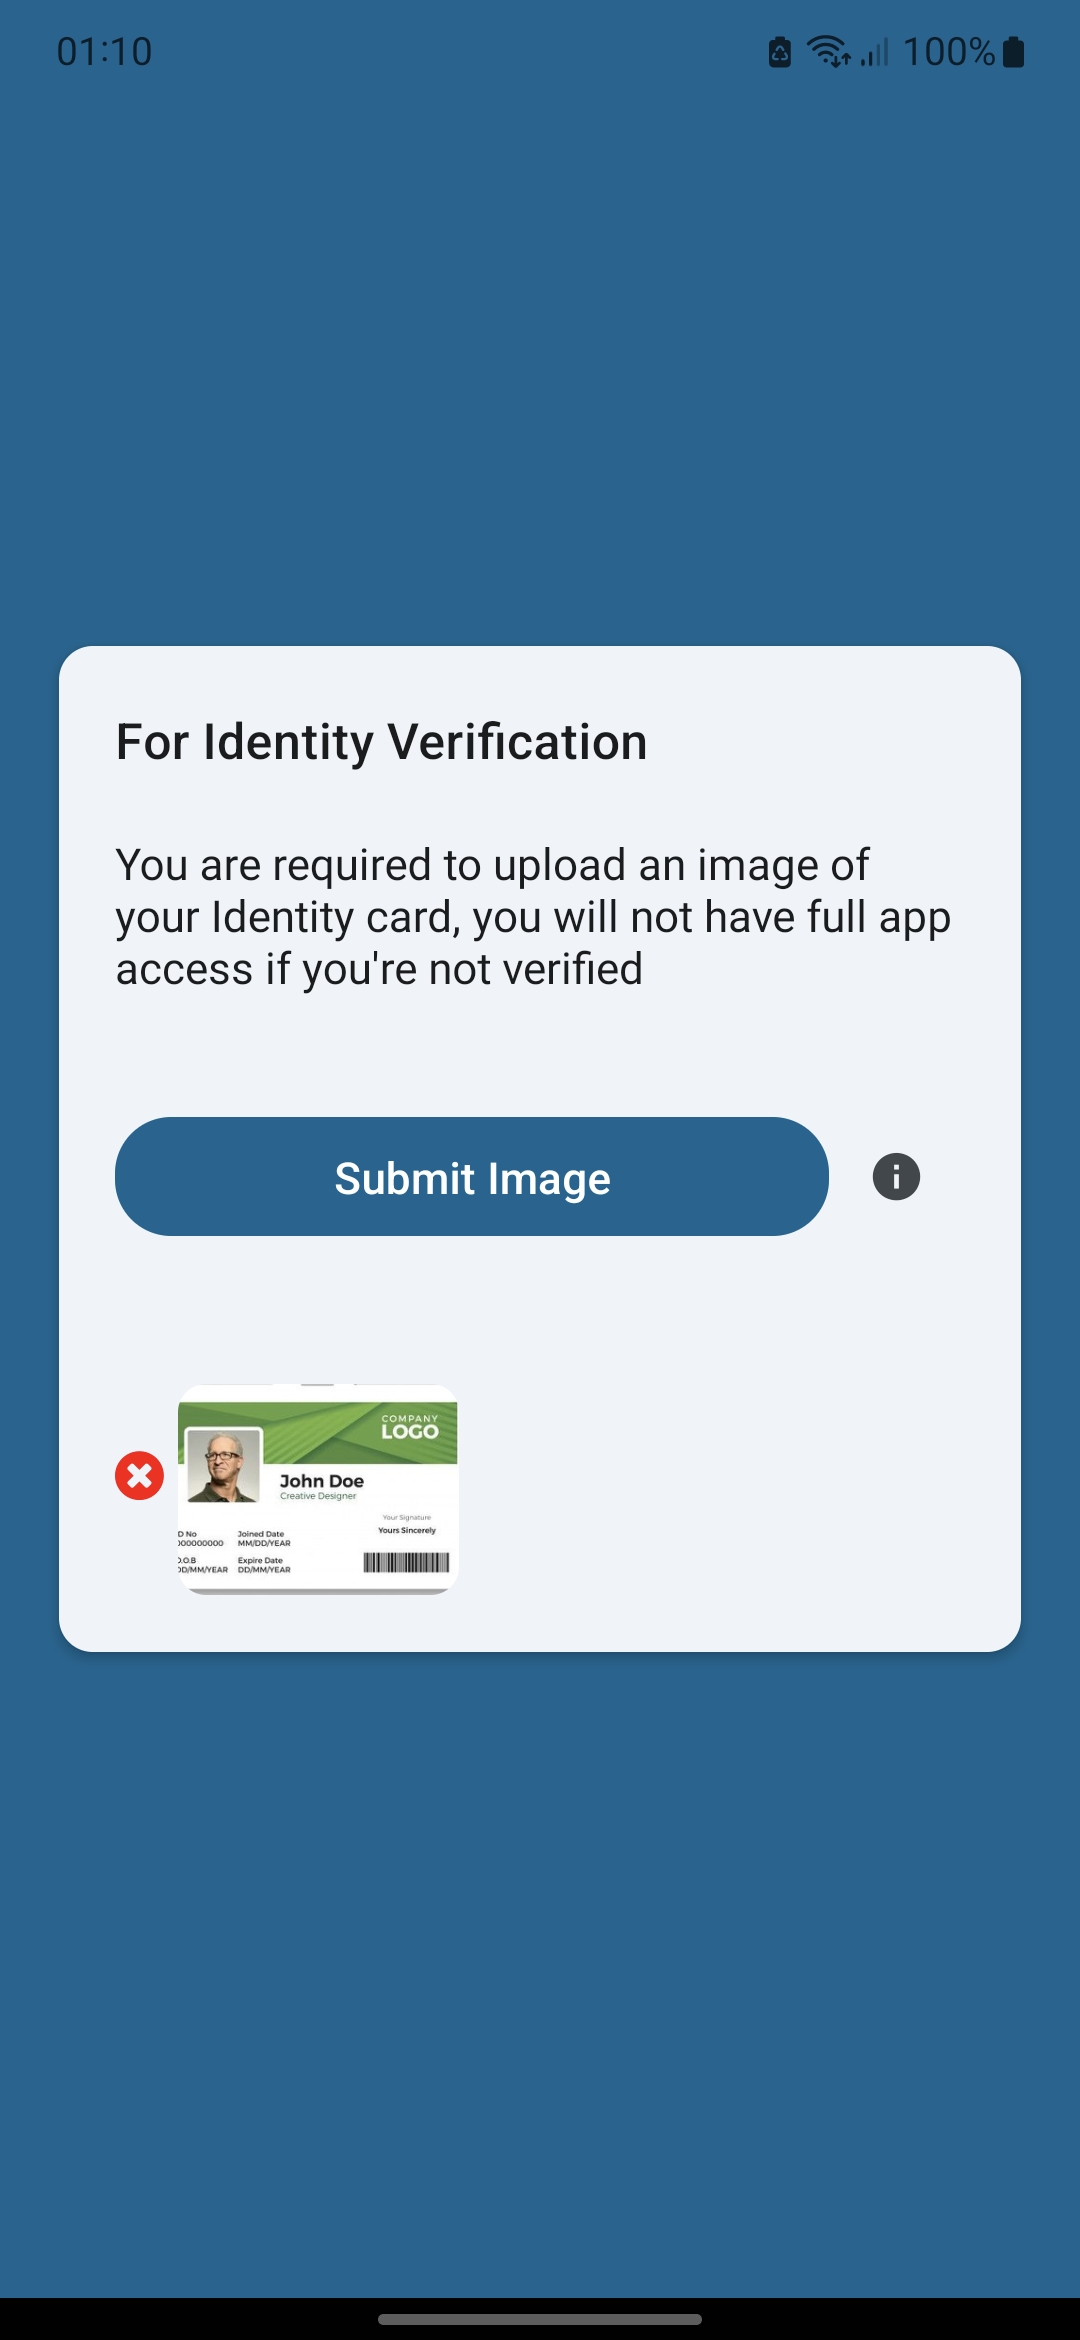 01:10 100%
For Identity Verification
You are required to upload an image of
your Identity card, you will not have full app
access if you're not verified
Submit Image
COMPANY
LOGO
John Doe
Creative Designer
Your Signature
Yours Sincerely
D No Joined Date
000000000 MM/DD/YEAR
D.O.B Expire Date
DD/MM/YEAR DD/MM/YEAR